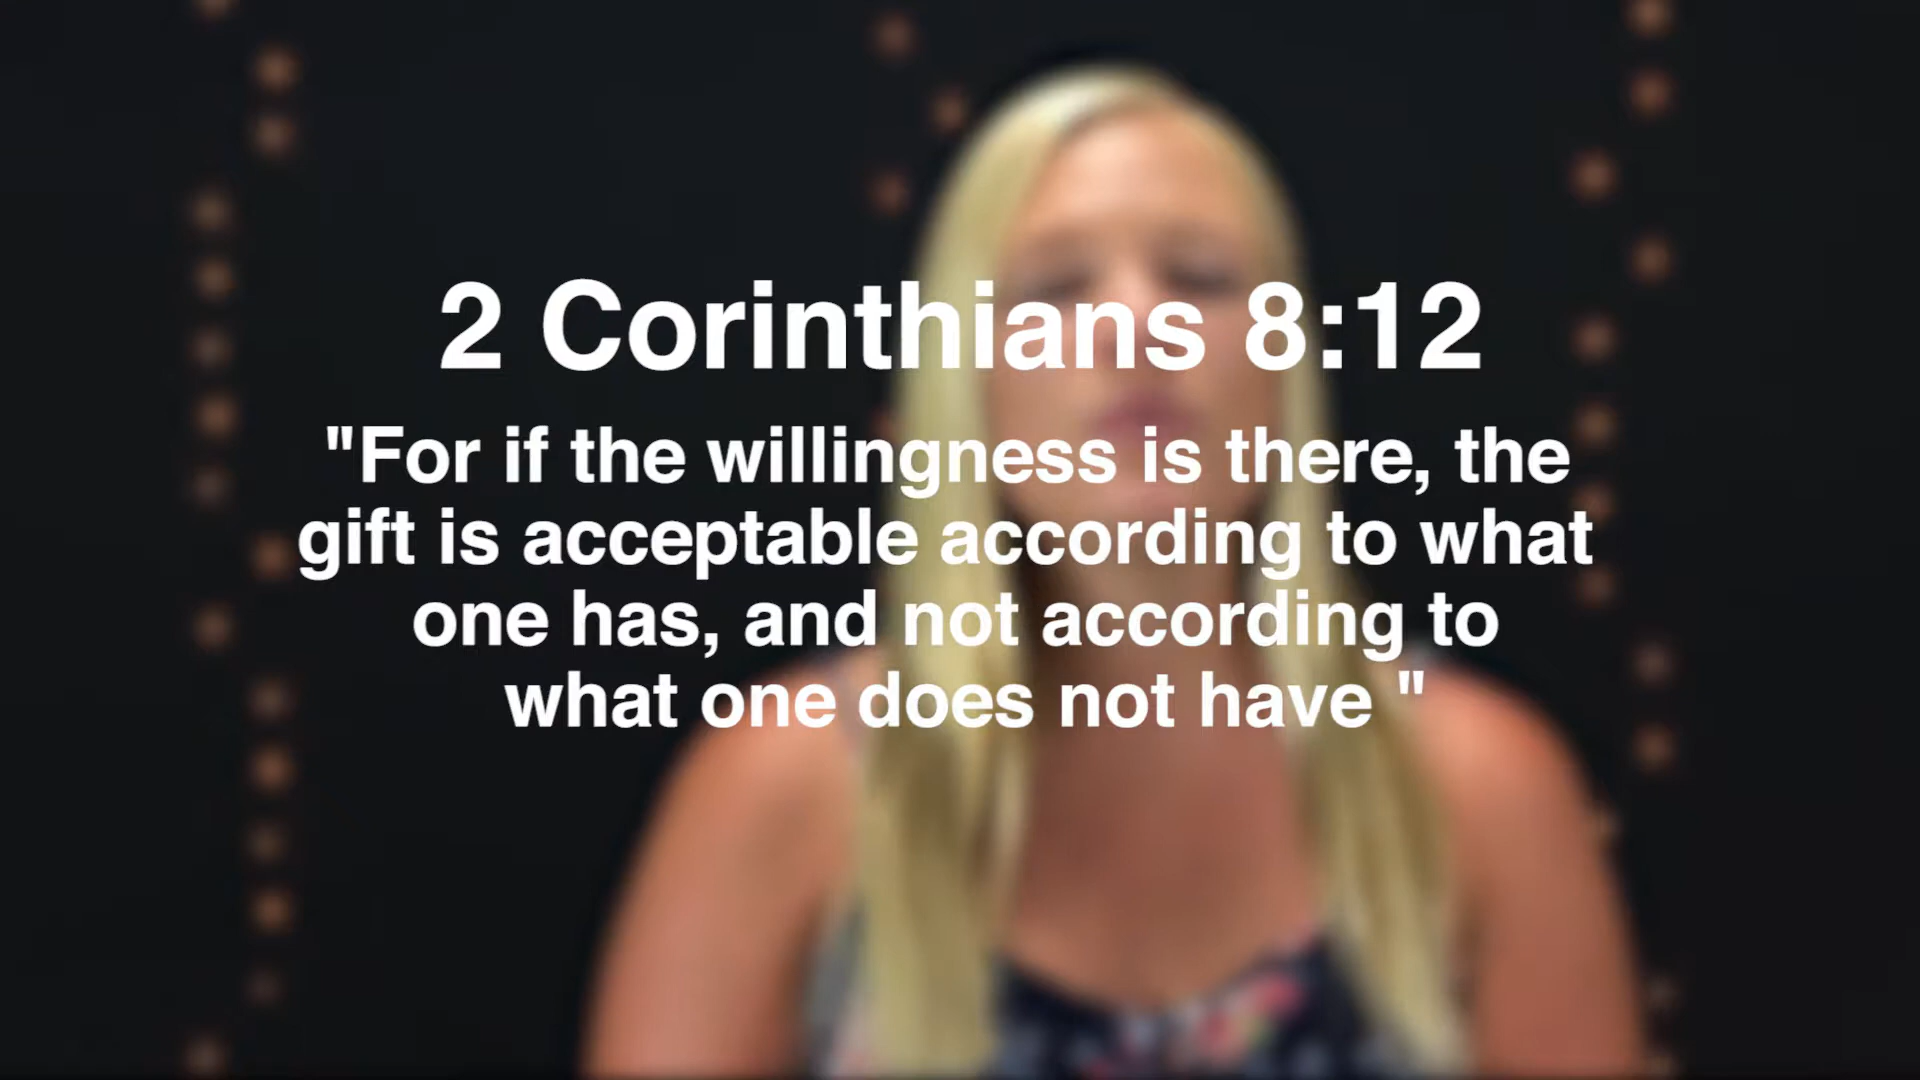 2 Corinthians 8:12
"For if the willingness is there, the
gift is acceptable according to what
one has, and not according to
what one does not have "